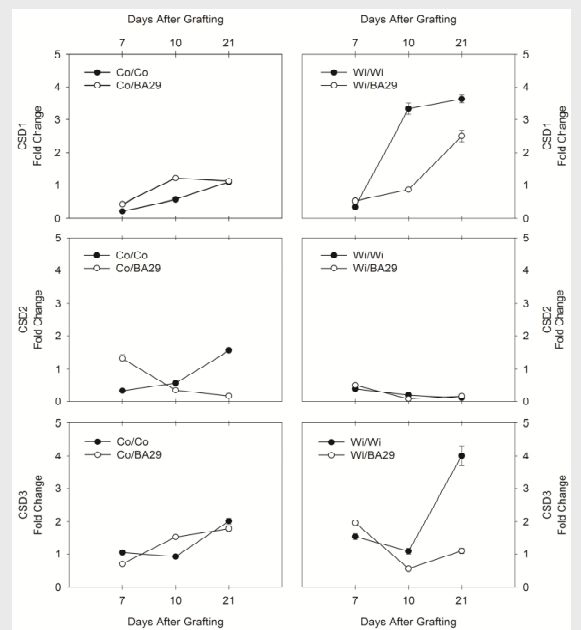 Days After Grafting
Days After Grafting
7 10 21
7 10 21
5
4
3
2
1
0
CSD1
Fold Change
Co/Co
Co/BA29
Wi/Wi
Wi/BA29
5
4
3
2
1
0
CSD1
Fold Change
5
4
3
2
1
0
CSD2
Fold Change
Co/Co
Co/BA29
Wi/Wi
Wi/BA29
5
4
3
2
1
0
CSD2
Fold Change
5
4
3
2
1
0
CSD3
Fold Change
Co/Co
Co/BA29
Wi/Wi
Wi/BA29
5
4
3
2
1
0
CSD3
Fold Change
7 10 21
7 10 21
Days After Grafting
Days After Grafting